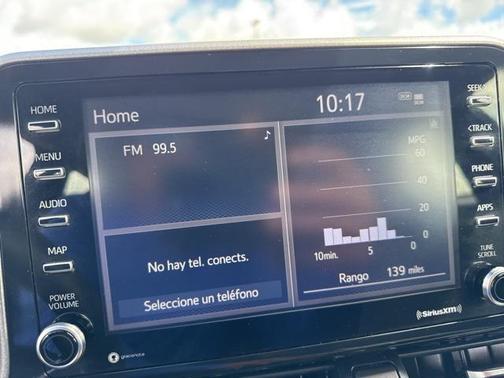 HOME
MENU
AUDIO
MAP
POWER
VOLUME
Home
10:17
FM 99.5
No hay tel. conects.
Seleccione un teléfono
MPG
60
40
20
0
10min. 5 0
Rango 139 miles
SEEK
<TRACK
PHONE
APPS
TUNE
SCROLL
gracenote
SiriusXM